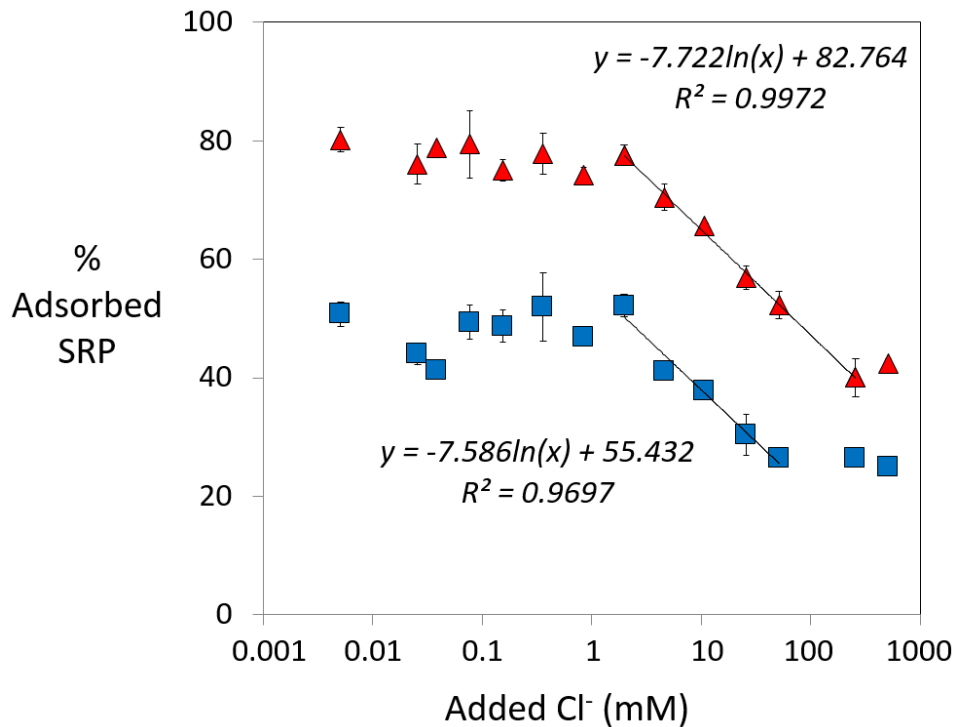 100
80
60
40
20
0
%
Adsorbed
SRP
y = -7.722ln(x) + 82.764
R² = 0.9972
y = -7.586ln(x) + 55.432
R² = 0.9697
0.001 0.01 0.1 1 10 100 1000
Added Cl⁻ (mM)